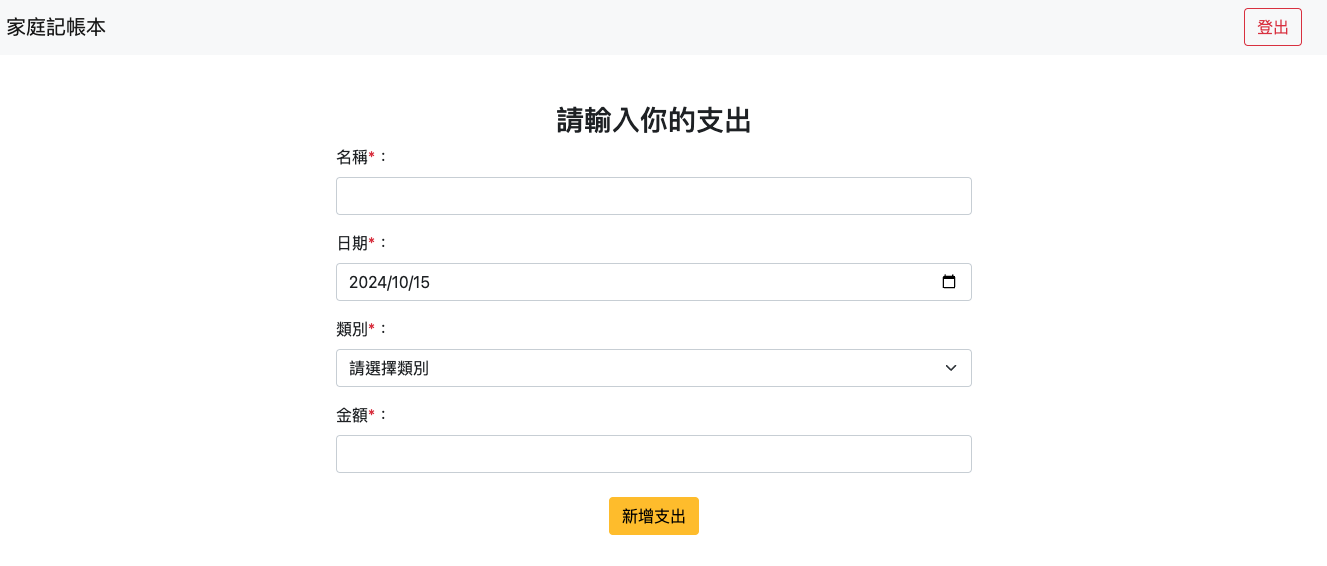 家庭記帳本
登出
請輸入你的支出
名稱*：
日期*：
2024/10/15
類別*：
請選擇類別
金額*：
新增支出